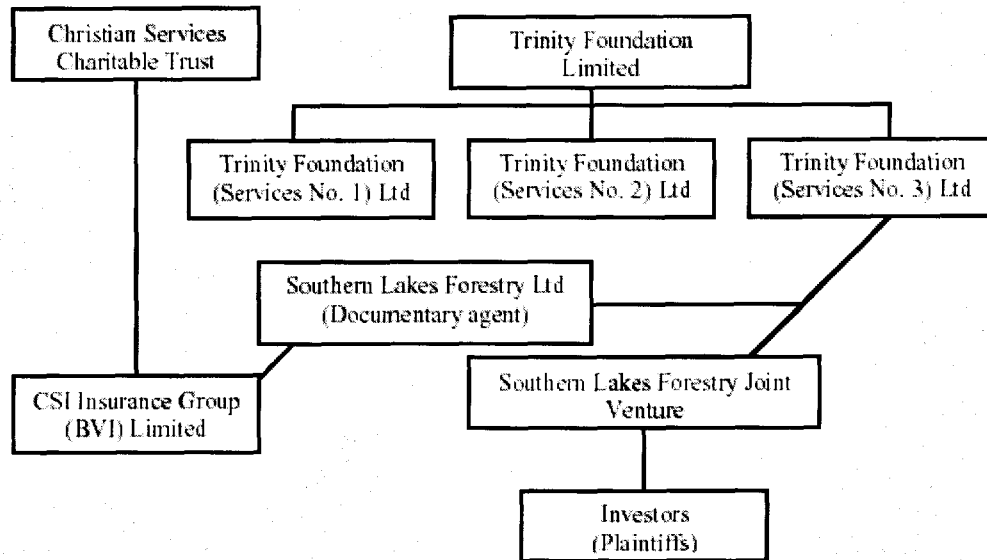 Christian Services
Charitable Trust
Trinity Foundation
Limited
Trinity Foundation
(Services No. 1) Ltd
Trinity Foundation
(Services No. 2) Ltd
Trinity Foundation
(Services No. 3) Ltd
Southern Lakes Forestry Ltd
(Documentary agent)
CSI Insurance Group
(BVI) Limited
Southern Lakes Forestry Joint
Venture
Investors
(Plaintiffs)